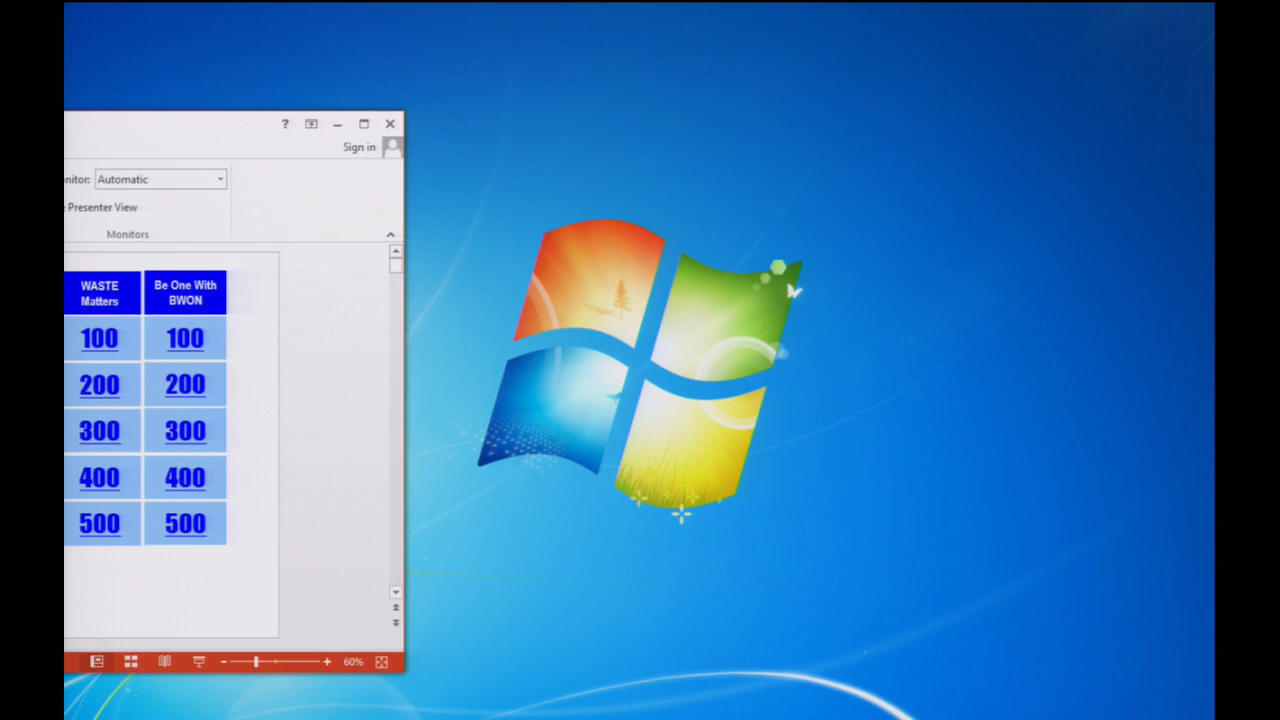 ?
Sign in
nitor: Automatic
Presenter View
Monitors
WASTE
Matters
Be One With
BWON
100 100
200 200
300 300
400 400
500 500
60%